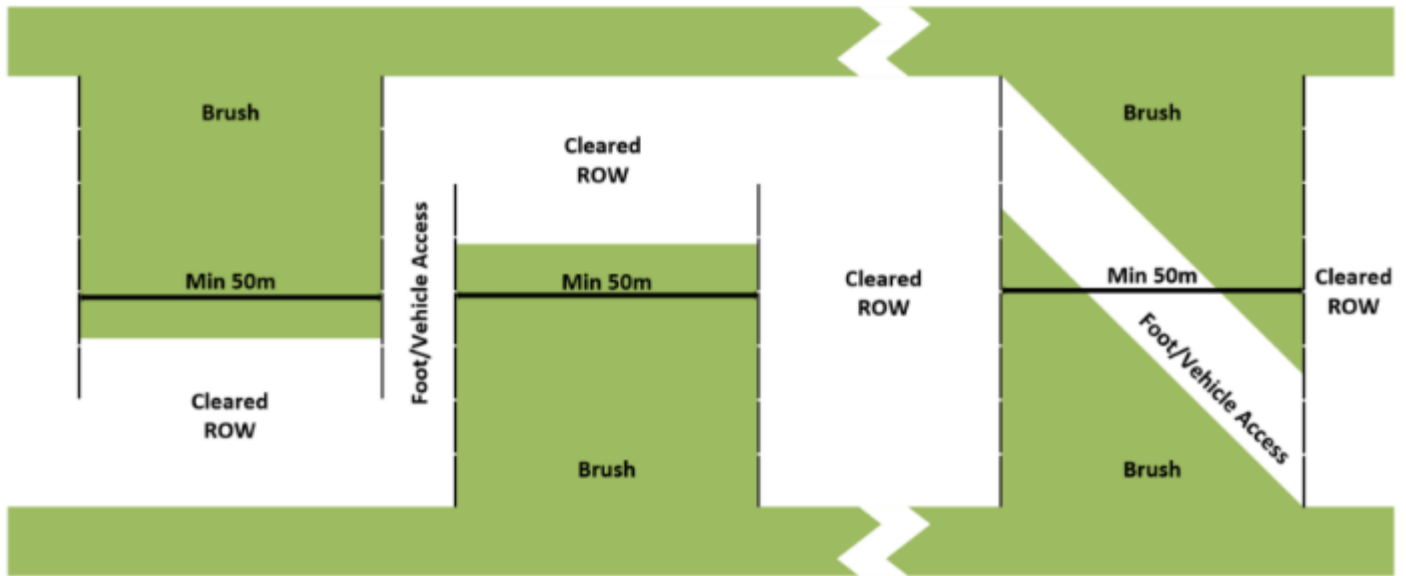 Brush
Min 50m
Cleared
ROW
Foot/Vehicle Access
Cleared
ROW
Min 50m
Brush
Cleared
ROW
Brush
Min 50m
Foot/Vehicle Access
Brush
Cleared
ROW